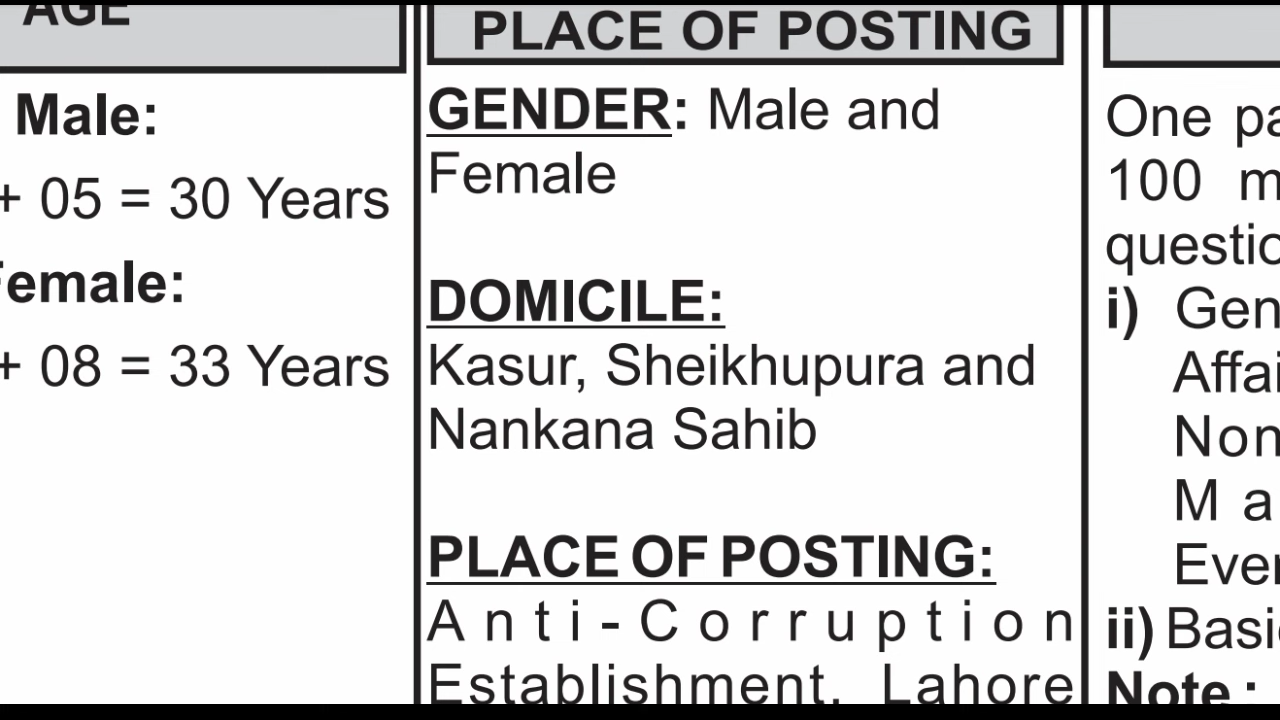 AGE
Male:
+ 05 = 30 Years
Female:
+ 08 = 33 Years
PLACE OF POSTING
GENDER: Male and
Female
DOMICILE:
Kasur, Sheikhupura and
Nankana Sahib
PLACE OF POSTING:
Anti-Corruption
Establishment, Lahore
One
100
i)
ii)
Note: